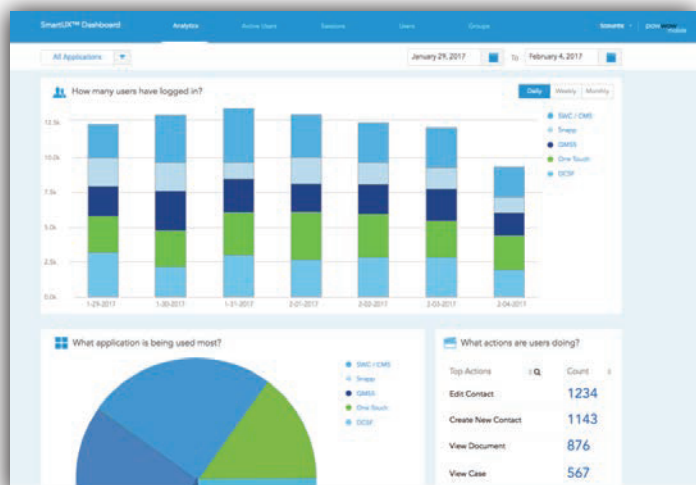 SmartUX™ Dashboard Analytics Active Users Sessions Users Groups powwow
mobile
All Applications January 29, 2017 To February 4, 2017
How many users have logged in? Daily Weekly Monthly
SWC / CMS
Snapp
GMSS
One Touch
OCSF
12.5k
10.0k
7.5k
5.0k
2.5k
0.0k
1-29-2017 1-30-2017 1-31-2017 2-01-2017 2-02-2017 2-03-2017 2-04-2017
What application is being used most?
SWC / CMS
Snapp
GMSS
One Touch
OCSF
What actions are users doing?
Top Actions Count
Edit Contact 1234
Create New Contact 1143
View Document 876
View Case 567